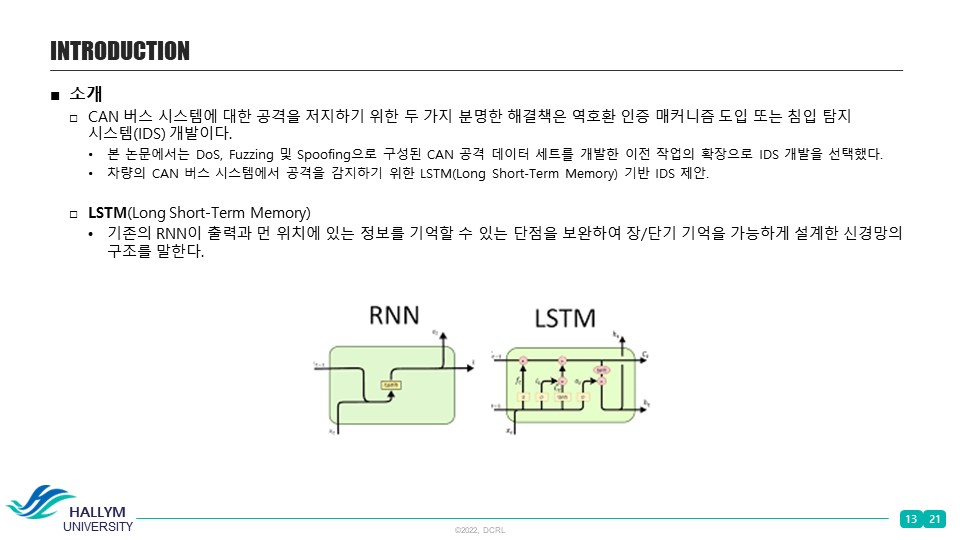 INTRODUCTION
■ 소개
□ CAN 버스 시스템에 대한 공격을 저지하기 위한 두 가지 분명한 해결책은 역호환 인증 매커니즘 도입 또는 침입 탐지
시스템(IDS) 개발이다.
• 본 논문에서는 DoS, Fuzzing 및 Spoofing으로 구성된 CAN 공격 데이터 세트를 개발한 이전 작업의 확장으로 IDS 개발을 선택했다.
• 차량의 CAN 버스 시스템에서 공격을 감지하기 위한 LSTM(Long Short-Term Memory) 기반 IDS 제안.
□ LSTM(Long Short-Term Memory)
• 기존의 RNN이 출력과 먼 위치에 있는 정보를 기억할 수 있는 단점을 보완하여 장/단기 기억을 가능하게 설계한 신경망의
구조를 말한다.
RNN
LSTM
tanh
tanh
tanh
HALLYM
UNIVERSITY
©2022, DCRL
13 21